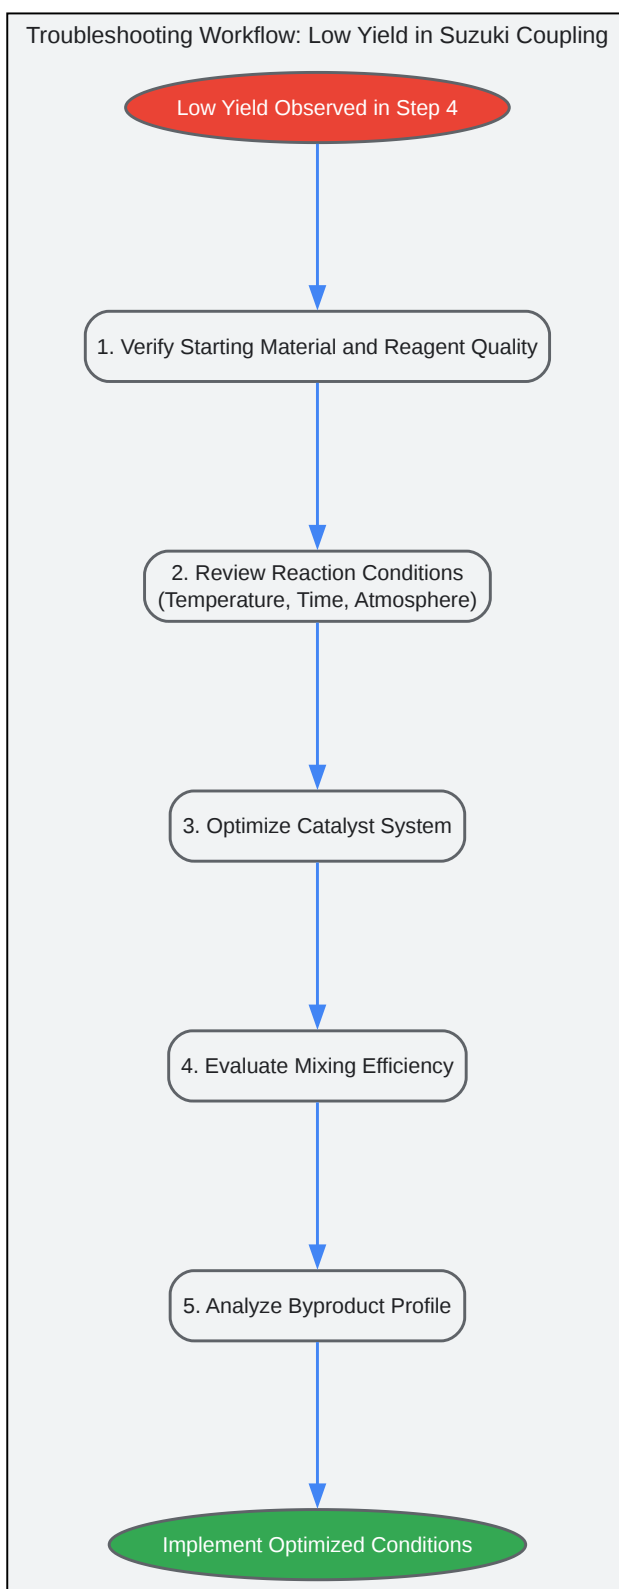 Troubleshooting Workflow: Low Yield in Suzuki Coupling
Low Yield Observed in Step 4
1. Verify Starting Material and Reagent Quality
2. Review Reaction Conditions
(Temperature, Time, Atmosphere)
3. Optimize Catalyst System
4. Evaluate Mixing Efficiency
5. Analyze Byproduct Profile
Implement Optimized Conditions